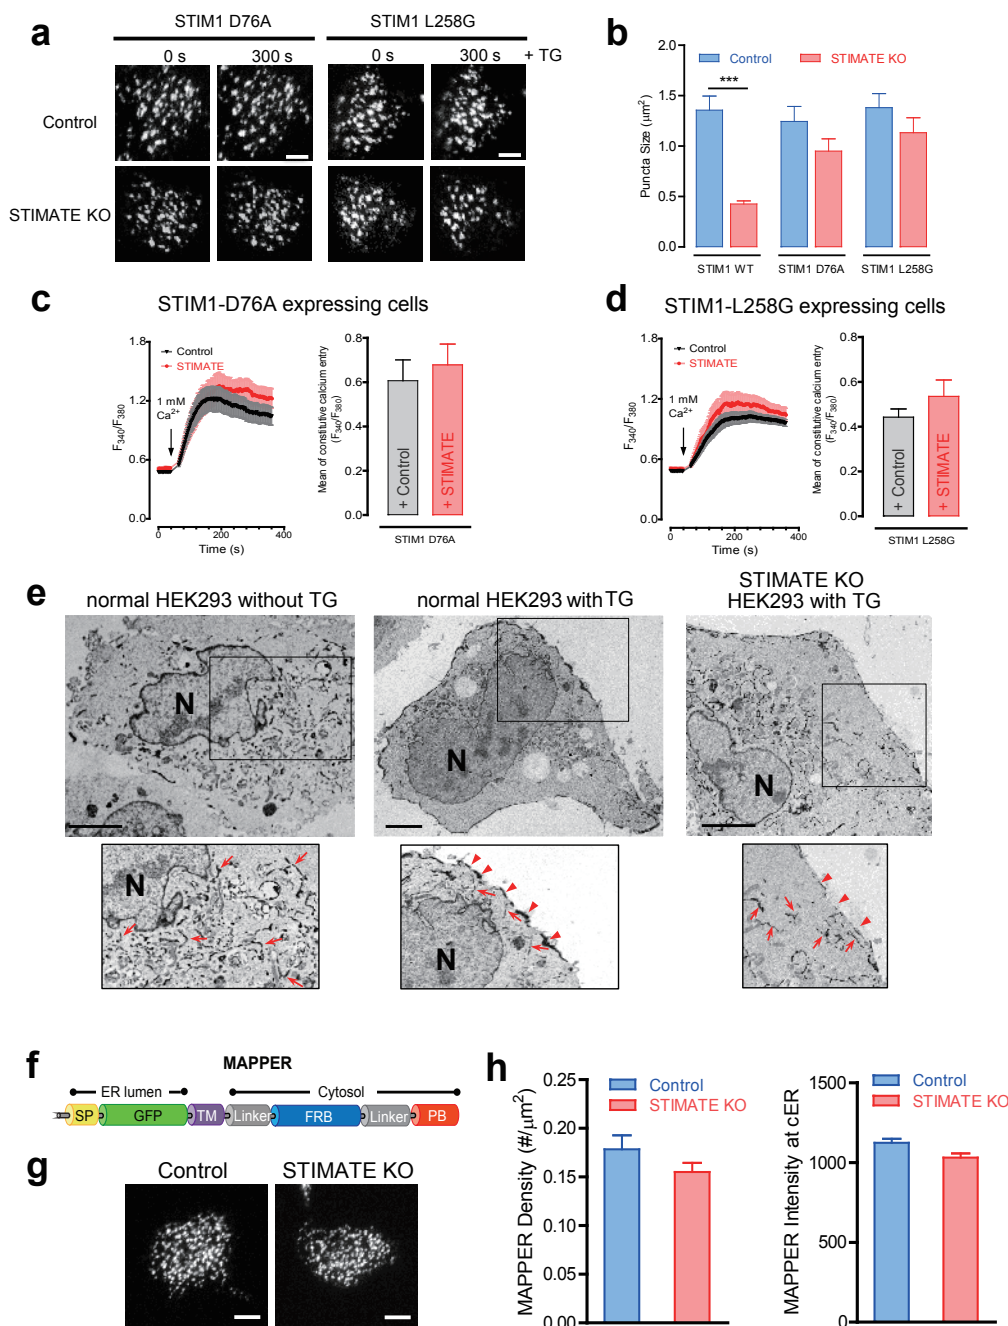 a
STIM1 D76A
STIM1 L258G
0 s
300 s
0 s
300 s
+ TG
Control
STIMATE KO
b
Control
STIMATE KO
***
Puncta Size (μm²)
2.0
1.5
1.0
0.5
0.0
STIM1 WT
STIM1 D76A
STIM1 L258G
c
STIM1-D76A expressing cells
Control
STIMATE
1 mM
Ca²⁺
F₃₄₀/F₃₈₀
1.8
1.2
0.6
0.0
0
200
400
Time (s)
Mean of constitutive calcium entry
(F₃₄₀/F₃₈₀)
0.8
0.6
0.4
0.2
0.0
+ Control
+ STIMATE
STIM1 D76A
d
STIM1-L258G expressing cells
Control
STIMATE
1 mM
Ca²⁺
F₃₄₀/F₃₈₀
1.8
1.2
0.6
0.0
0
200
400
Time (s)
Mean of constitutive calcium entry
(F₃₄₀/F₃₈₀)
0.8
0.6
0.4
0.2
0.0
+ Control
+ STIMATE
STIM1 L258G
e
normal HEK293 without TG
normal HEK293 with TG
STIMATE KO
HEK293 with TG
N
N
N
N
N
f
MAPPER
ER lumen
Cytosol
SP
GFP
TM
Linker
FRB
Linker
PB
g
Control
STIMATE KO
h
Control
STIMATE KO
MAPPER Density (#/μm²)
0.25
0.20
0.15
0.10
0.05
0.00
Control
STIMATE KO
MAPPER Intensity at cER
1500
1000
500
0